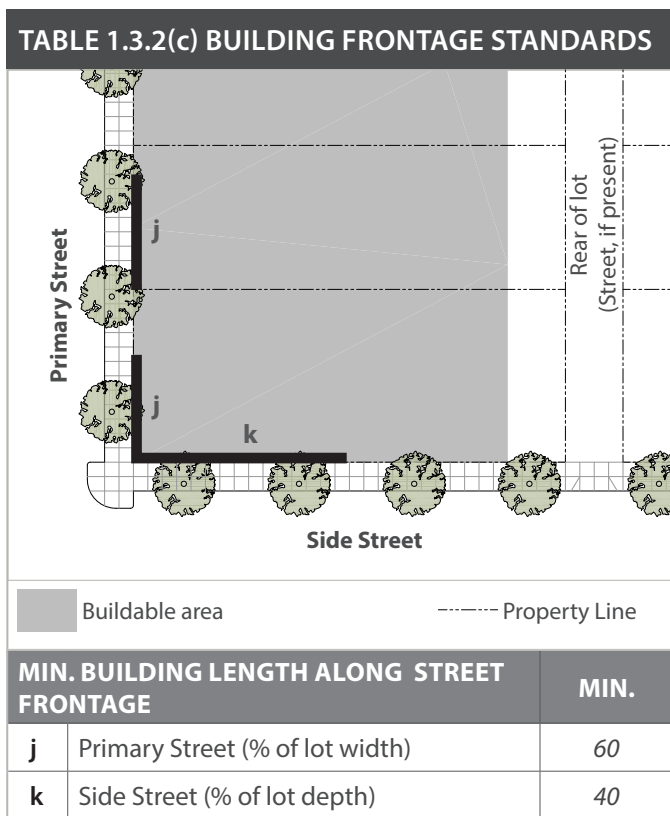 TABLE 1.3.2(c) BUILDING FRONTAGE STANDARDS
Primary Street
j
j
k
Rear of lot
(Street, if present)
Side Street
Buildable area
Property Line
MIN. BUILDING LENGTH ALONG STREET
FRONTAGE
MIN.
j Primary Street (% of lot width) 60
k Side Street (% of lot depth) 40